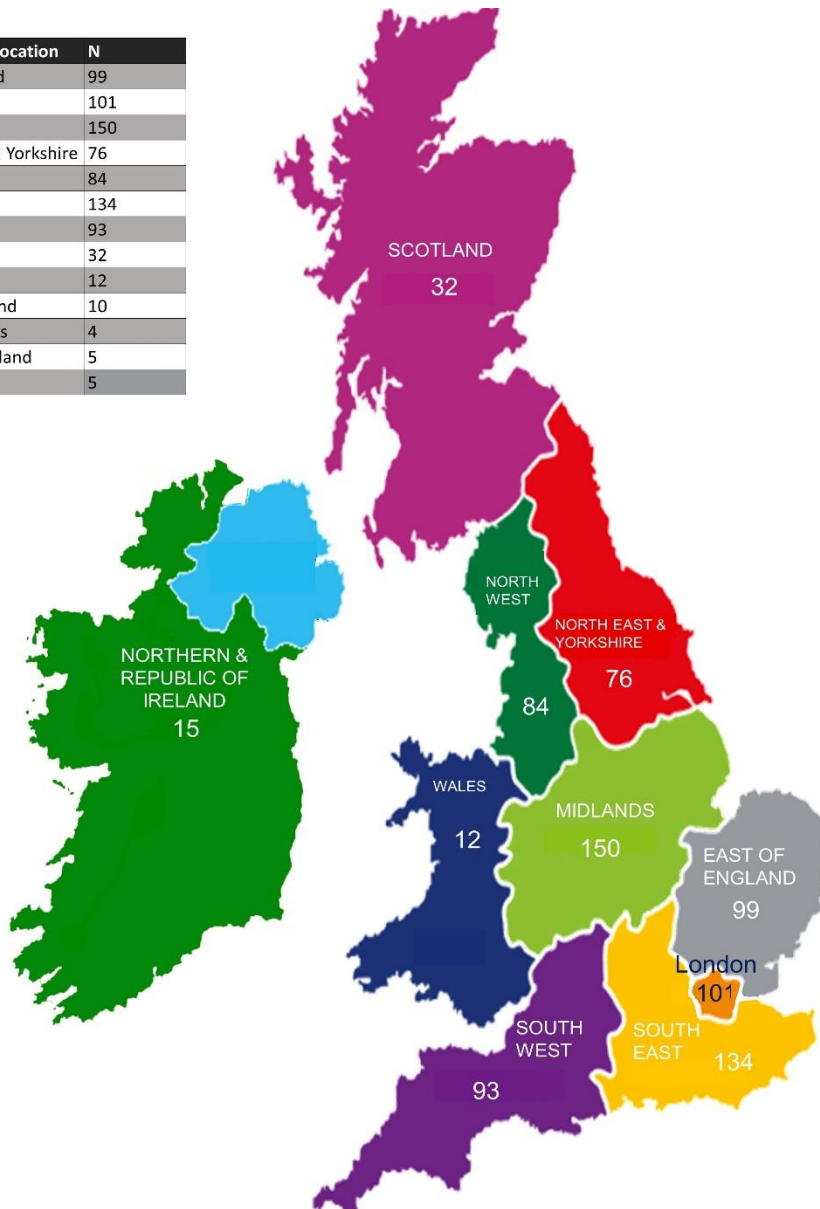 ocation N
d 99
101
150
Yorkshire 76
84
134
93
32
12
nd 10
s 4
land 5
5
SCOTLAND
32
NORTH
WEST
84
NORTH EAST &
YORKSHIRE
76
NORTHERN &
REPUBLIC OF
IRELAND
15
WALES
12
MIDLANDS
150
EAST OF
ENGLAND
99
London
101
SOUTH
WEST
93
SOUTH
EAST
134